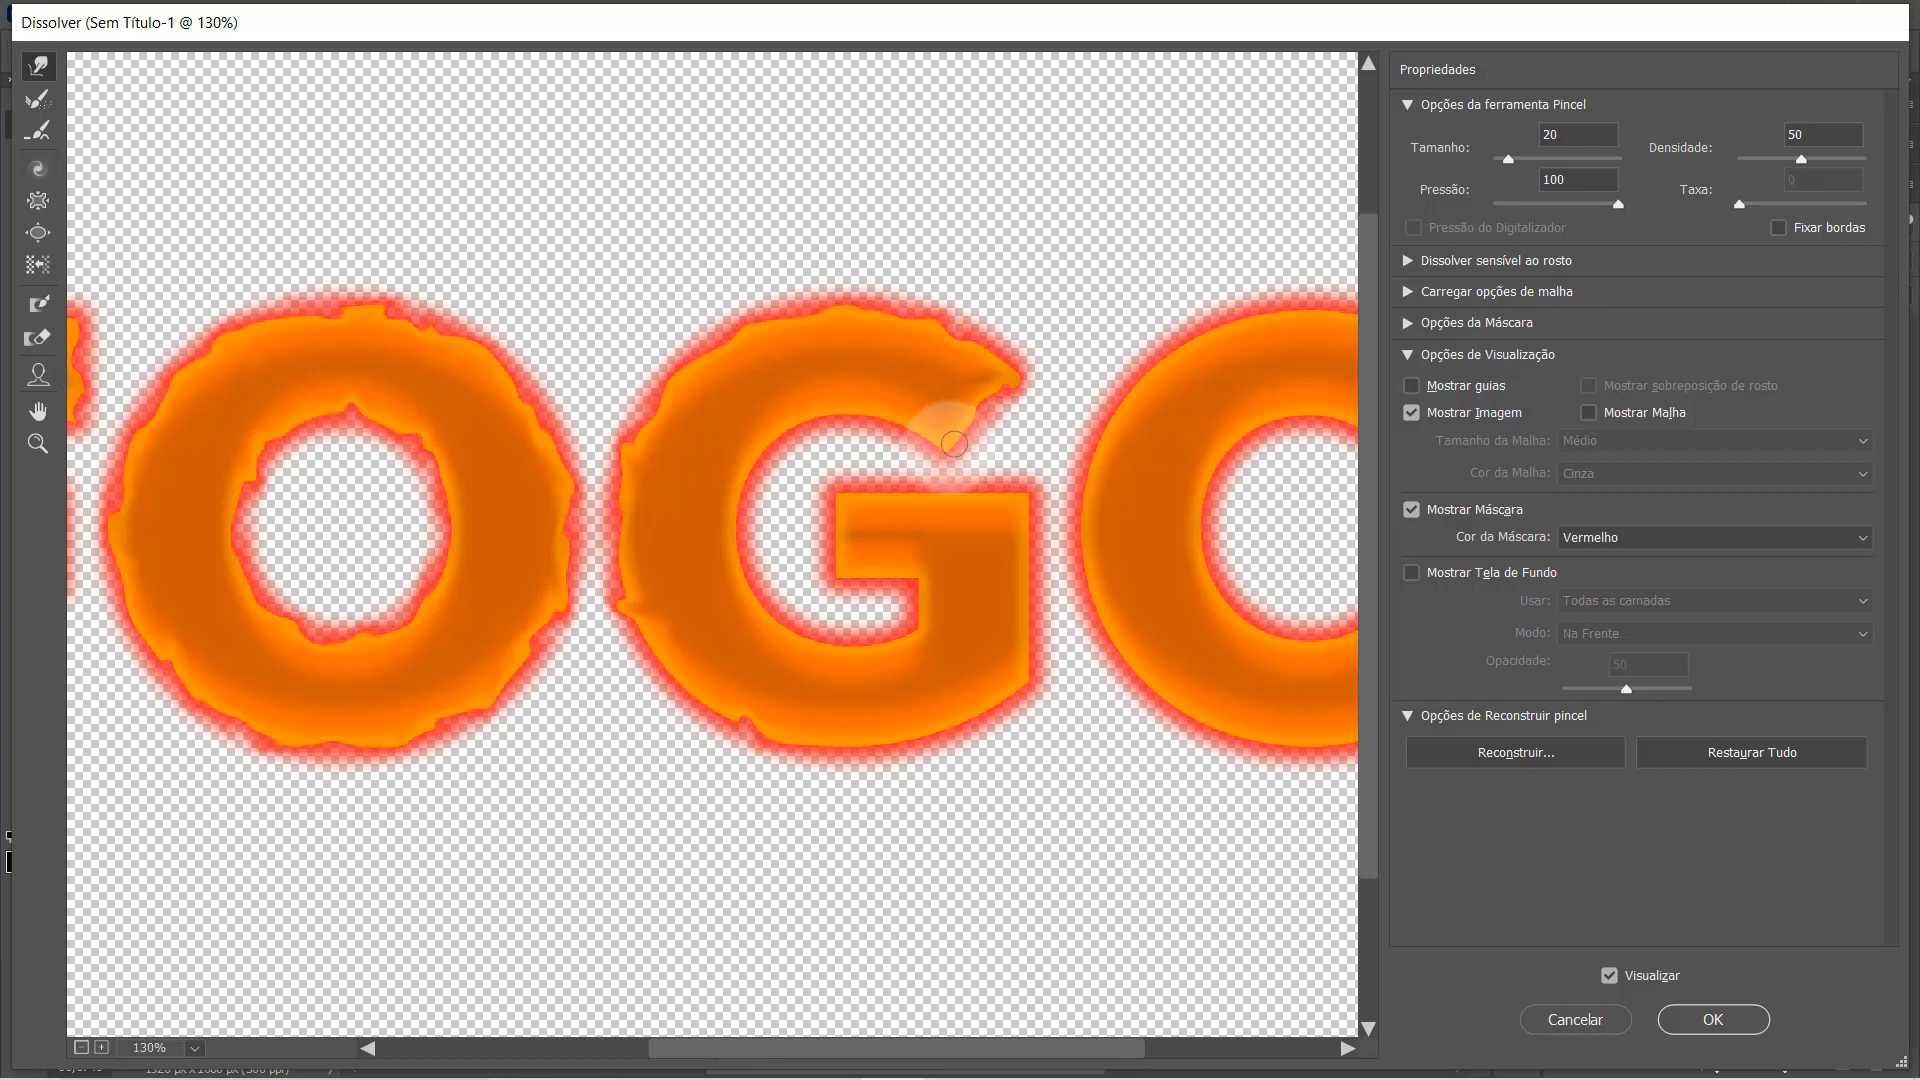 Dissolver (Sem Título-1 @ 130%)
OGO
130%
Propriedades
Opções da ferramenta Pincel
Tamanho: 20 Densidade: 50
Pressão: 100 Taxa: 0
Pressão do Digitalizador Fixar bordas
Dissolver sensível ao rosto
Carregar opções de malha
Opções da Máscara
Opções de Visualização
Mostrar guias Mostrar sobreposição de rosto
Mostrar Imagem Mostrar Malha
Tamanho da Malha: Médio
Cor da Malha: Cinza
Mostrar Máscara
Cor da Máscara: Vermelho
Mostrar Tela de Fundo
Usar: Todas as camadas
Modo: Na Frente
Opacidade: 50
Opções de Reconstruir pincel
Reconstruir... Restaurar Tudo
Visualizar
Cancelar OK